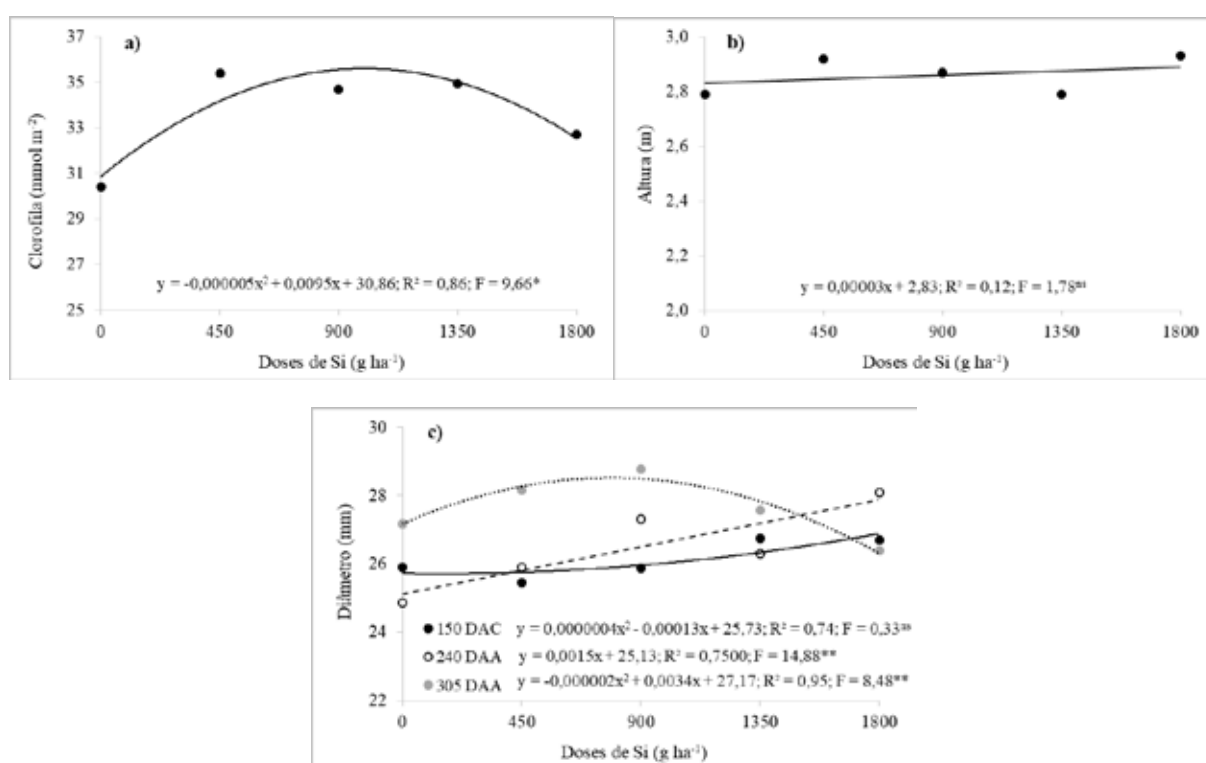 a)
Clorofila (mmol m⁻²)
37
35
33
31
29
27
25
y = -0,000005x² + 0,0095x + 30,86; R² = 0,86; F = 9,66*
0 450 900 1350 1800
Doses de Si (g ha⁻¹)
b)
Altura (m)
3,0
2,8
2,6
2,4
2,2
2,0
y = 0,00003x + 2,83; R² = 0,12; F = 1,78ⁿˢ
0 450 900 1350 1800
Doses de Si (g ha⁻¹)
c)
Diâmetro (mm)
30
28
26
24
22
150 DAC y = 0,0000004x² - 0,00013x + 25,73; R² = 0,74; F = 0,33ⁿˢ
240 DAA y = 0,0015x + 25,13; R² = 0,7500; F = 14,88**
305 DAA y = -0,000002x² + 0,0034x + 27,17; R² = 0,95; F = 8,48**
0 450 900 1350 1800
Doses de Si (g ha⁻¹)